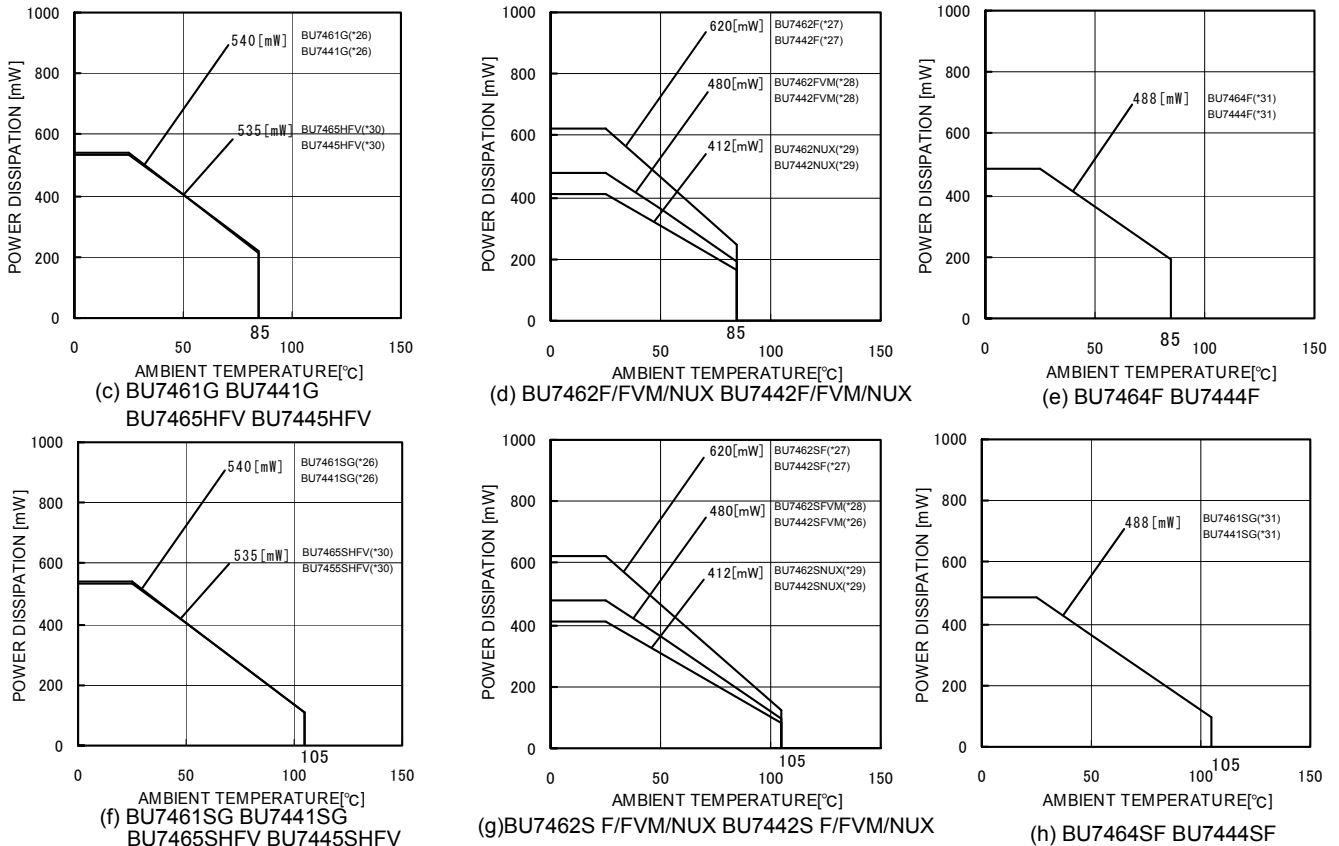 1000
800
600
400
200
0
POWER DISSIPATION [mW]
540[mW]
BU7461G(*26)
BU7441G(*26)
535[mW]
BU7465HFV(*30)
BU7445HFV(*30)
85
0 50 100 150
AMBIENT TEMPERATURE[°C]
(c) BU7461G BU7441G
BU7465HFV BU7445HFV
1000
800
600
400
200
0
POWER DISSIPATION [mW]
620[mW]
BU7462F(*27)
BU7442F(*27)
480[mW]
BU7462FVM(*28)
BU7442FVM(*28)
412[mW]
BU7462NUX(*29)
BU7442NUX(*29)
85
0 50 100 150
AMBIENT TEMPERATURE[°C]
(d) BU7462F/FVM/NUX BU7442F/FVM/NUX
1000
800
600
400
200
0
POWER DISSIPATION [mW]
488[mW]
BU7464F(*31)
BU7444F(*31)
85
0 50 100 150
AMBIENT TEMPERATURE[°C]
(e) BU7464F BU7444F
1000
800
600
400
200
0
POWER DISSIPATION [mW]
540[mW]
BU7461SG(*26)
BU7441SG(*26)
535[mW]
BU7465SHFV(*30)
BU7455SHFV(*30)
105
0 50 100 150
AMBIENT TEMPERATURE[°C]
(f) BU7461SG BU7441SG
BU7465SHFV BU7445SHFV
1000
800
600
400
200
0
POWER DISSIPATION [mW]
620[mW]
BU7462SF(*27)
BU7442SF(*27)
480[mW]
BU7462SFVM(*28)
BU7442SFVM(*26)
412[mW]
BU7462SNUX(*29)
BU7442SNUX(*29)
105
0 50 100 150
AMBIENT TEMPERATURE[°C]
(g)BU7462S F/FVM/NUX BU7442S F/FVM/NUX
1000
800
600
400
200
0
POWER DISSIPATION [mW]
488[mW]
BU7461SG(*31)
BU7441SG(*31)
105
0 50 100 150
AMBIENT TEMPERATURE[°C]
(h) BU7464SF BU7444SF